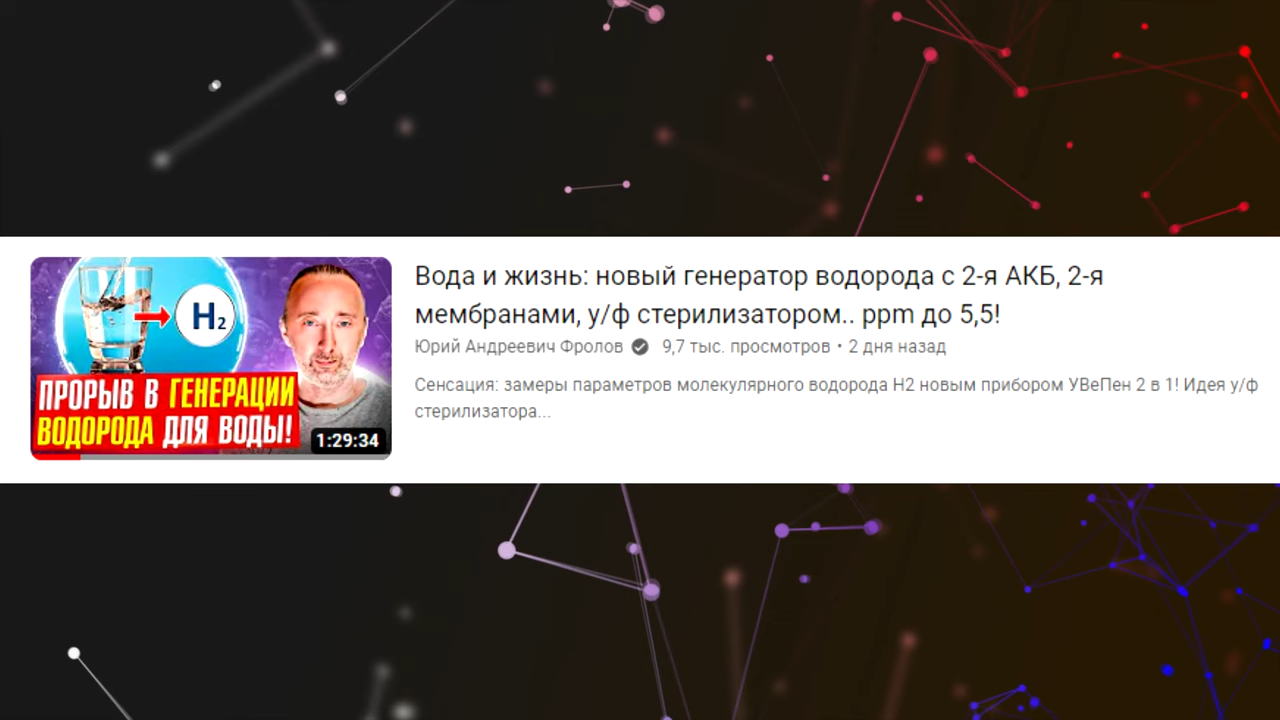 H2
ПРОРЫВ В ГЕНЕРАЦИИ
ВОДОРОДА ДЛЯ ВОДЫ!
1:29:34
Вода и жизнь: новый генератор водорода с 2-я АКБ, 2-я
мембранами, у/ф стерилизатором.. ppm до 5,5!
Юрий Андреевич Фролов 9,7 тыс. просмотров • 2 дня назад
Сенсация: замеры параметров молекулярного водорода Н2 новым прибором УВеПен 2 в 1! Идея у/ф
стерилизатора...